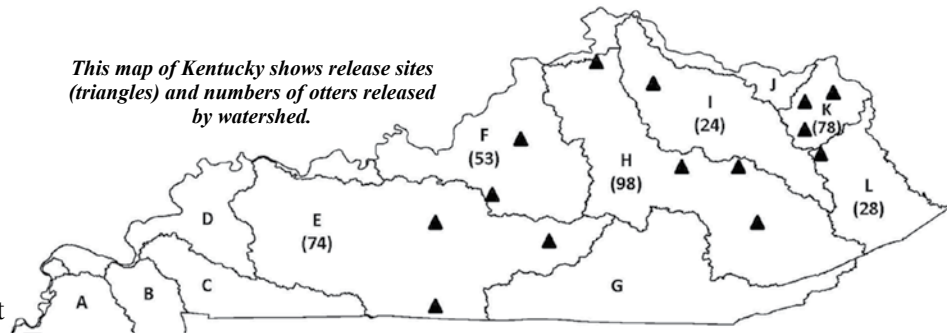 This map of Kentucky shows release sites
(triangles) and numbers of otters released
by watershed.
J
K
(78)
I
(24)
F
(53)
H
(98)
L
(28)
D
E
(74)
C
G
A
B
t